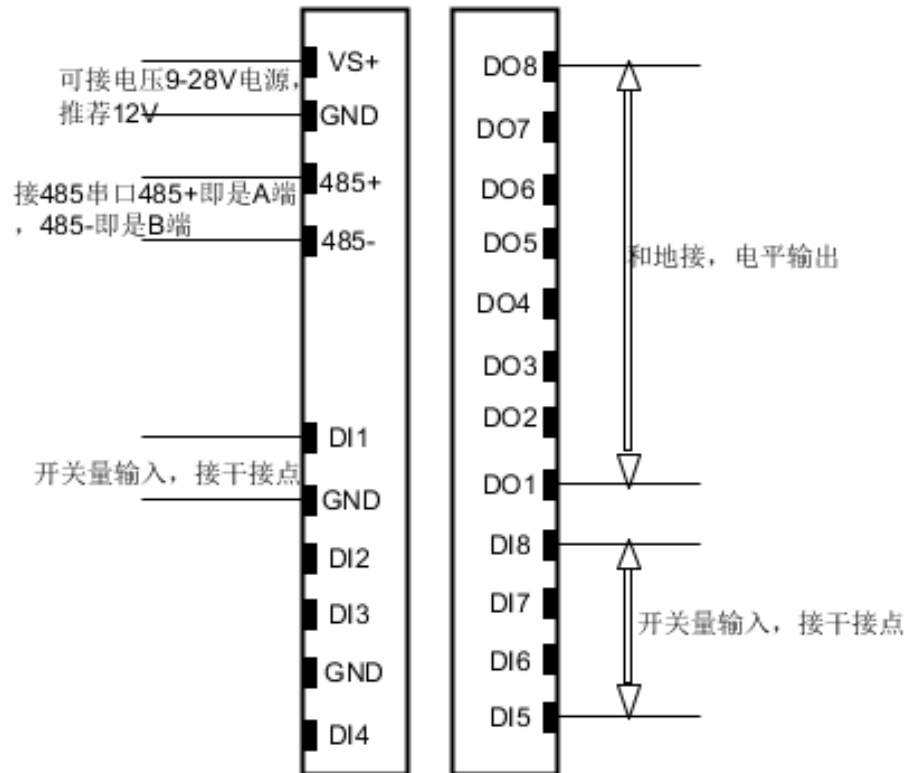 VS+
可接电压9-28V电源，
推荐12V
GND
485+
接485串口485+即是A端
，485-即是B端
485-
DI1
开关量输入，接干接点
GND
DI2
DI3
GND
DI4
DO8
DO7
DO6
DO5
和地接，电平输出
DO4
DO3
DO2
DO1
DI8
DI7
开关量输入，接干接点
DI6
DI5